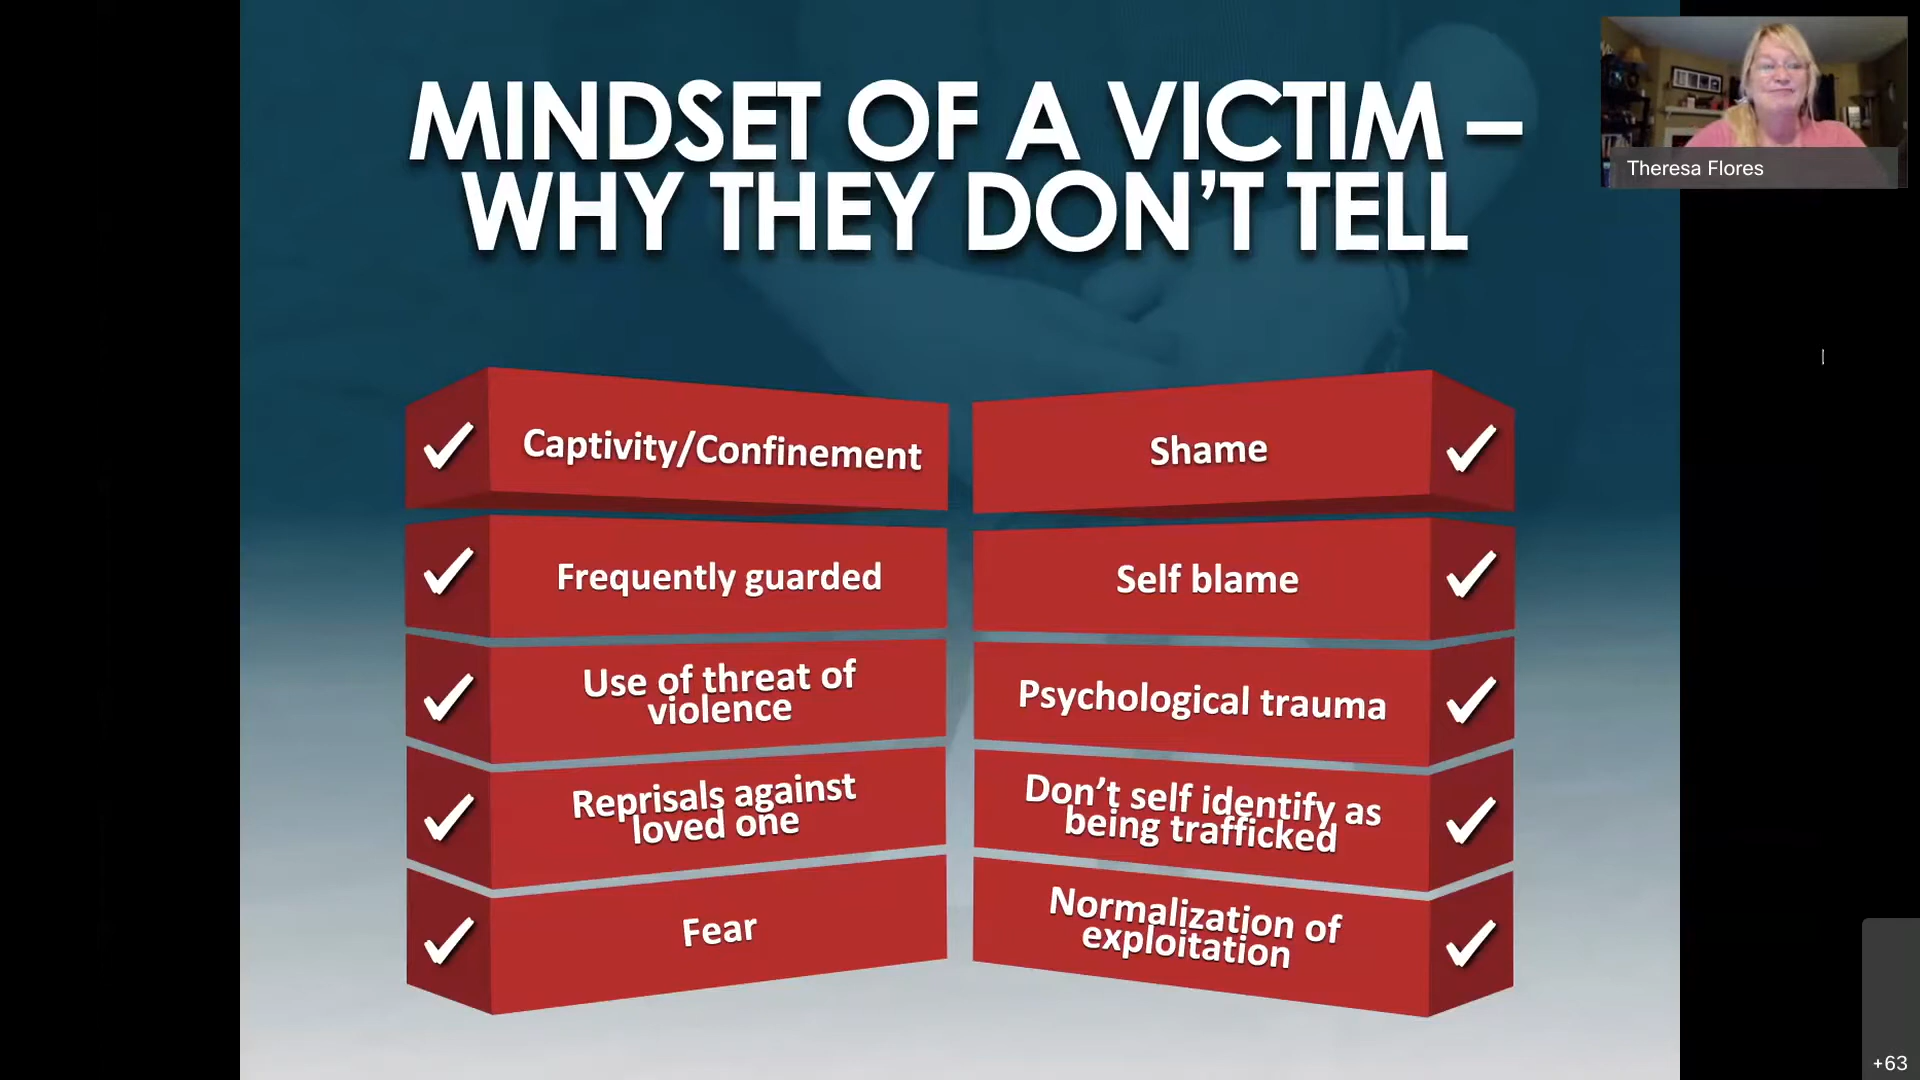 MINDSET OF A VICTIM –
WHY THEY DON'T TELL
Theresa Flores
Captivity/Confinement
Frequently guarded
Use of threat of
violence
Reprisals against
loved one
Fear
Shame
Self blame
Psychological trauma
Don't self identify as
being trafficked
Normalization of
exploitation
+63